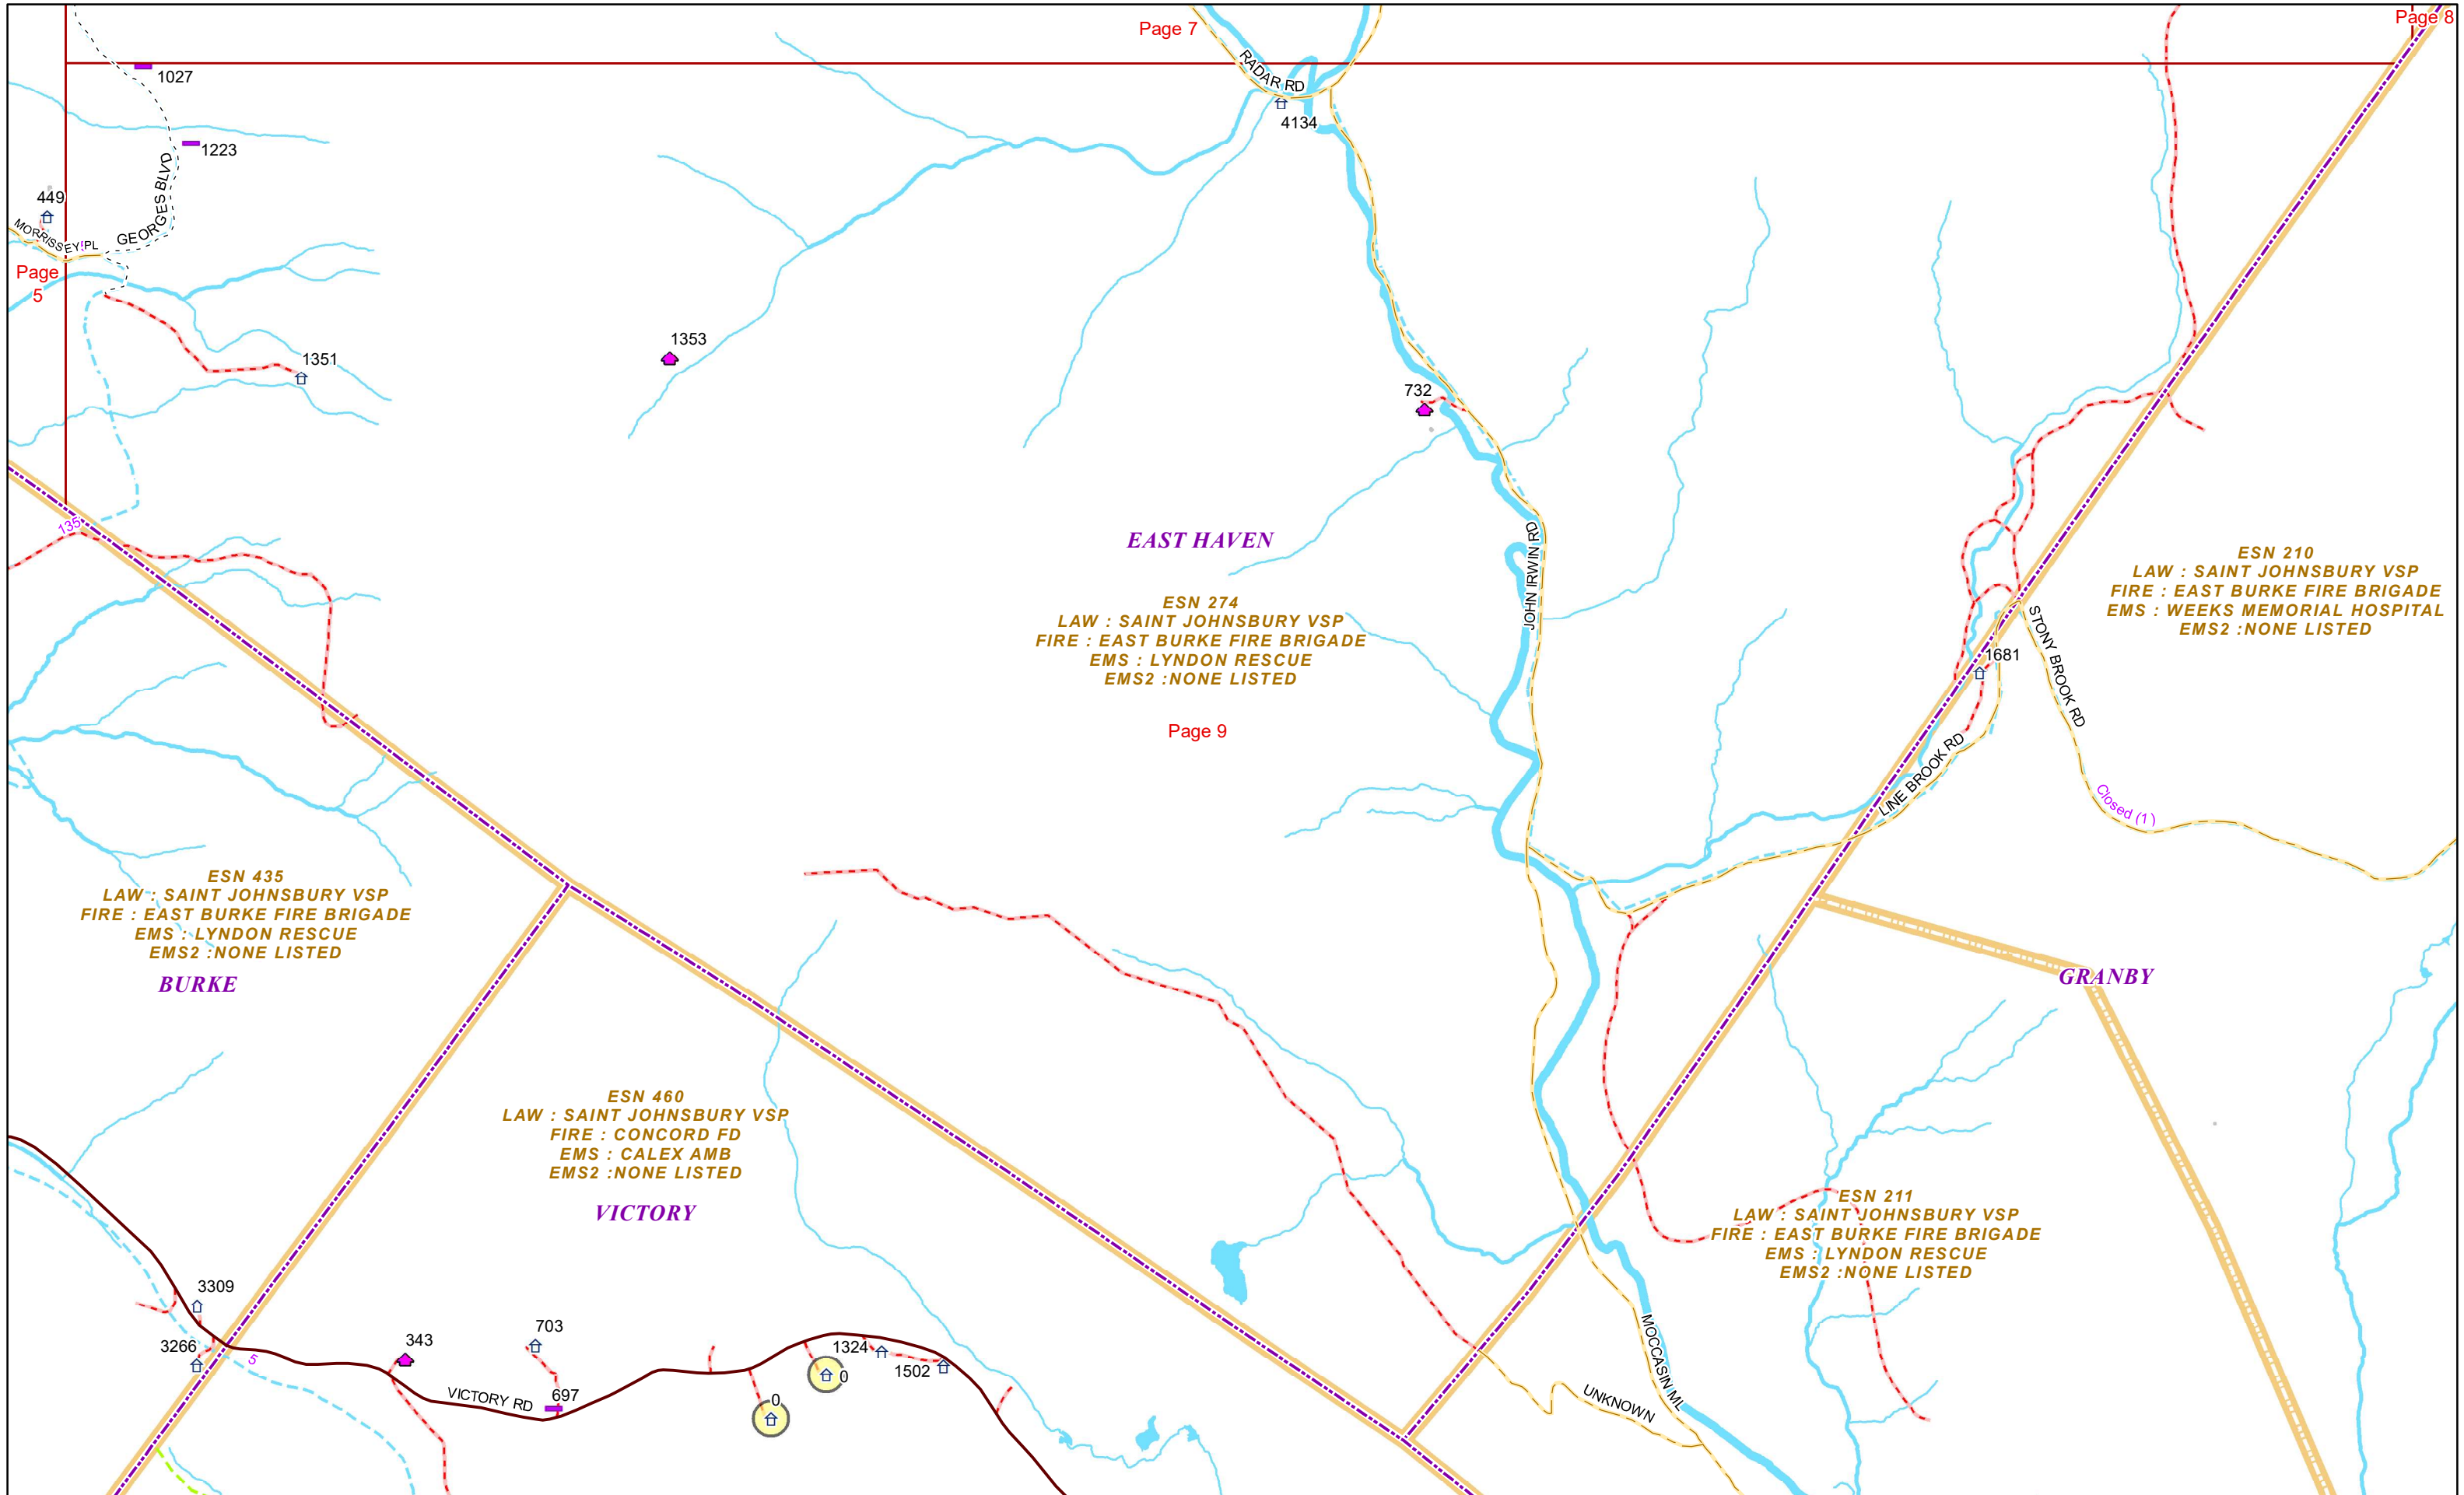 Page 7
Page 8
RADAR RD
1027
4134
1223
GEORGES BLVD
449
MORRISSEY PL
Page
5
1353
1351
732
135
EAST HAVEN
JOHN IRWIN RD
ESN 274
LAW : SAINT JOHNSBURY VSP
FIRE : EAST BURKE FIRE BRIGADE
EMS : LYNDON RESCUE
EMS2 :NONE LISTED
Page 9
ESN 210
LAW : SAINT JOHNSBURY VSP
FIRE : EAST BURKE FIRE BRIGADE
EMS : WEEKS MEMORIAL HOSPITAL
EMS2 :NONE LISTED
STONY BROOK RD
1681
LINE BROOK RD
Closed (1)
ESN 435
LAW : SAINT JOHNSBURY VSP
FIRE : EAST BURKE FIRE BRIGADE
EMS : LYNDON RESCUE
EMS2 :NONE LISTED
BURKE
GRANBY
ESN 460
LAW : SAINT JOHNSBURY VSP
FIRE : CONCORD FD
EMS : CALEX AMB
EMS2 :NONE LISTED
VICTORY
ESN 211
LAW : SAINT JOHNSBURY VSP
FIRE : EAST BURKE FIRE BRIGADE
EMS : LYNDON RESCUE
EMS2 :NONE LISTED
3309
3266
5
343
703
1324
1502
0
0
697
VICTORY RD
MOCCASIN ML
UNKNOWN